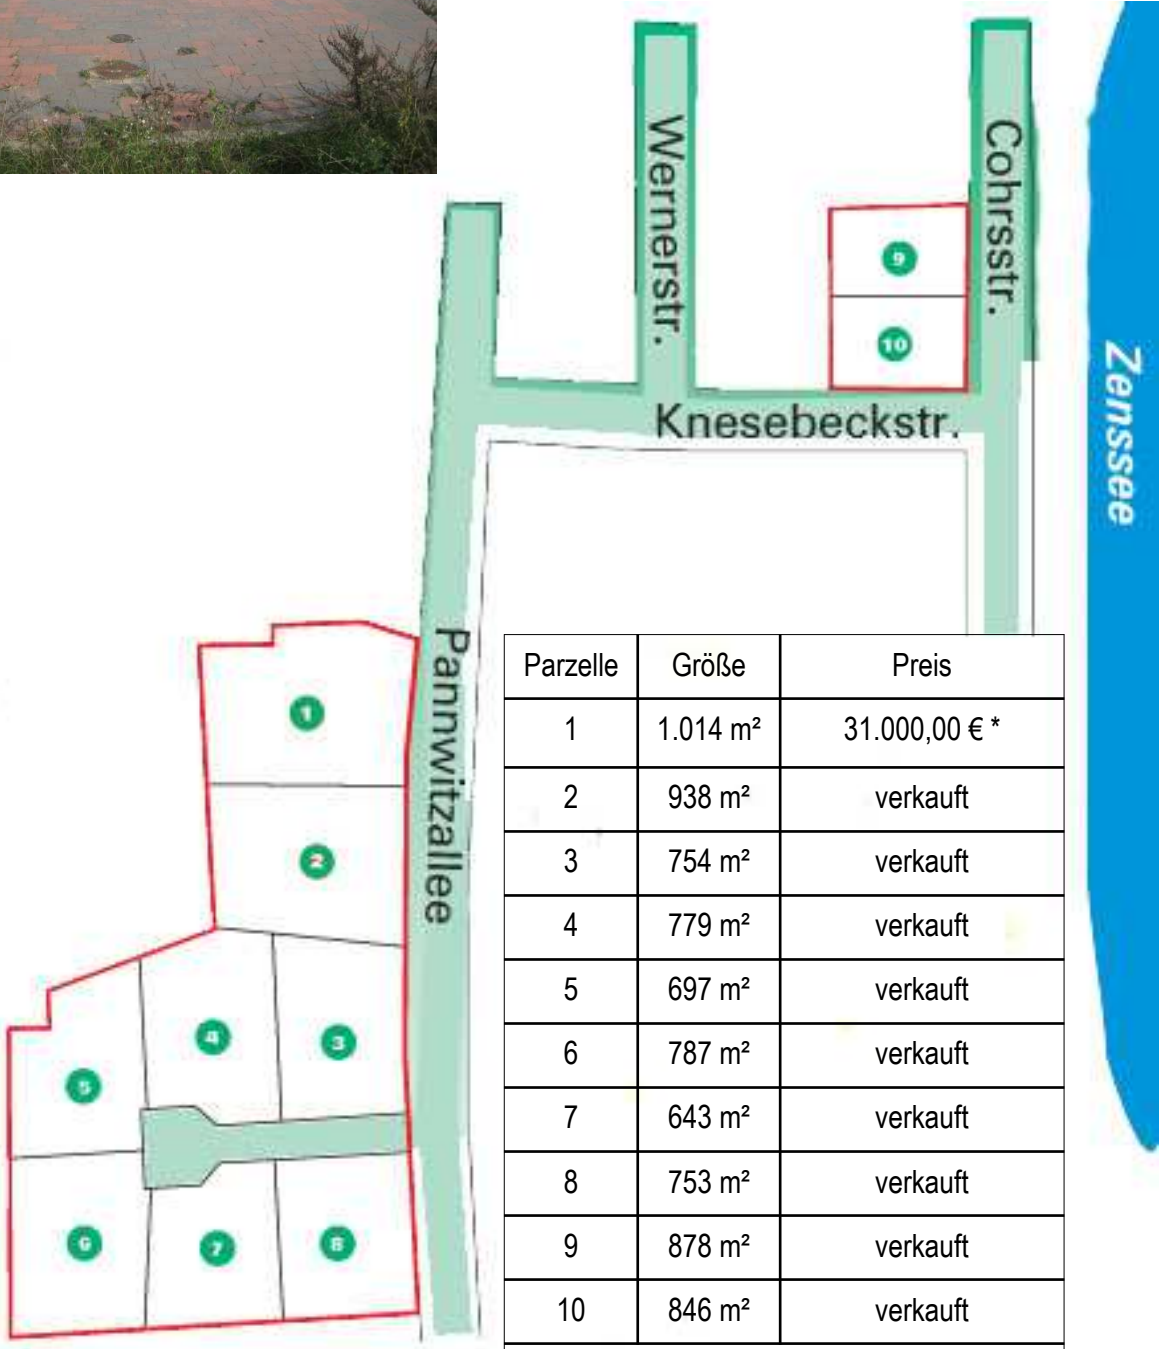 Wernerstr.
Cohrsstr.
9
10
Knesebeckstr.
Zenssee
Pannwitzallee
1
2
4
3
5
6
7
8
Parzelle Größe Preis
1 1.014 m² 31.000,00 € *
2 938 m² verkauft
3 754 m² verkauft
4 779 m² verkauft
5 697 m² verkauft
6 787 m² verkauft
7 643 m² verkauft
8 753 m² verkauft
9 878 m² verkauft
10 846 m² verkauft